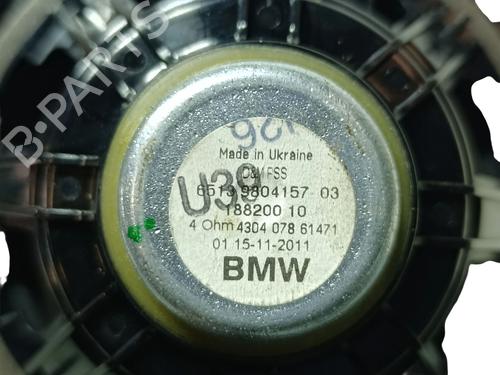 B-PARTS
Made in Ukraine
D&M FSS
U38
6513 9804157 03
188200 10
4 Ohm 4304 078 61471
01 15-11-2011
BMW